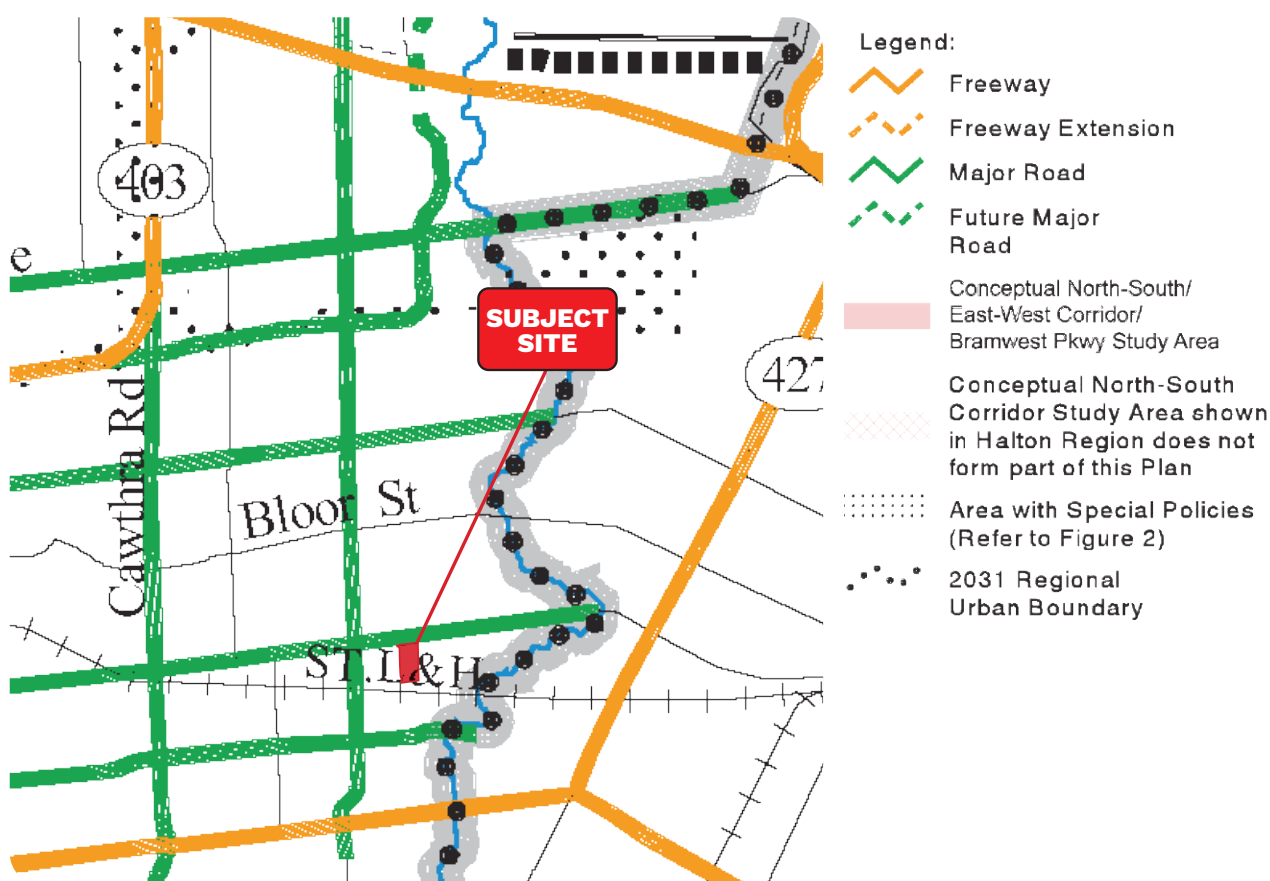 403
e
SUBJECT
SITE
427
Cawthra Rd
Bloor St
ST.L&H
Legend:
Freeway
Freeway Extension
Major Road
Future Major
Road
Conceptual North-South/
East-West Corridor/
Bramwest Pkwy Study Area
Conceptual North-South
Corridor Study Area shown
in Halton Region does not
form part of this Plan
Area with Special Policies
(Refer to Figure 2)
2031 Regional
Urban Boundary